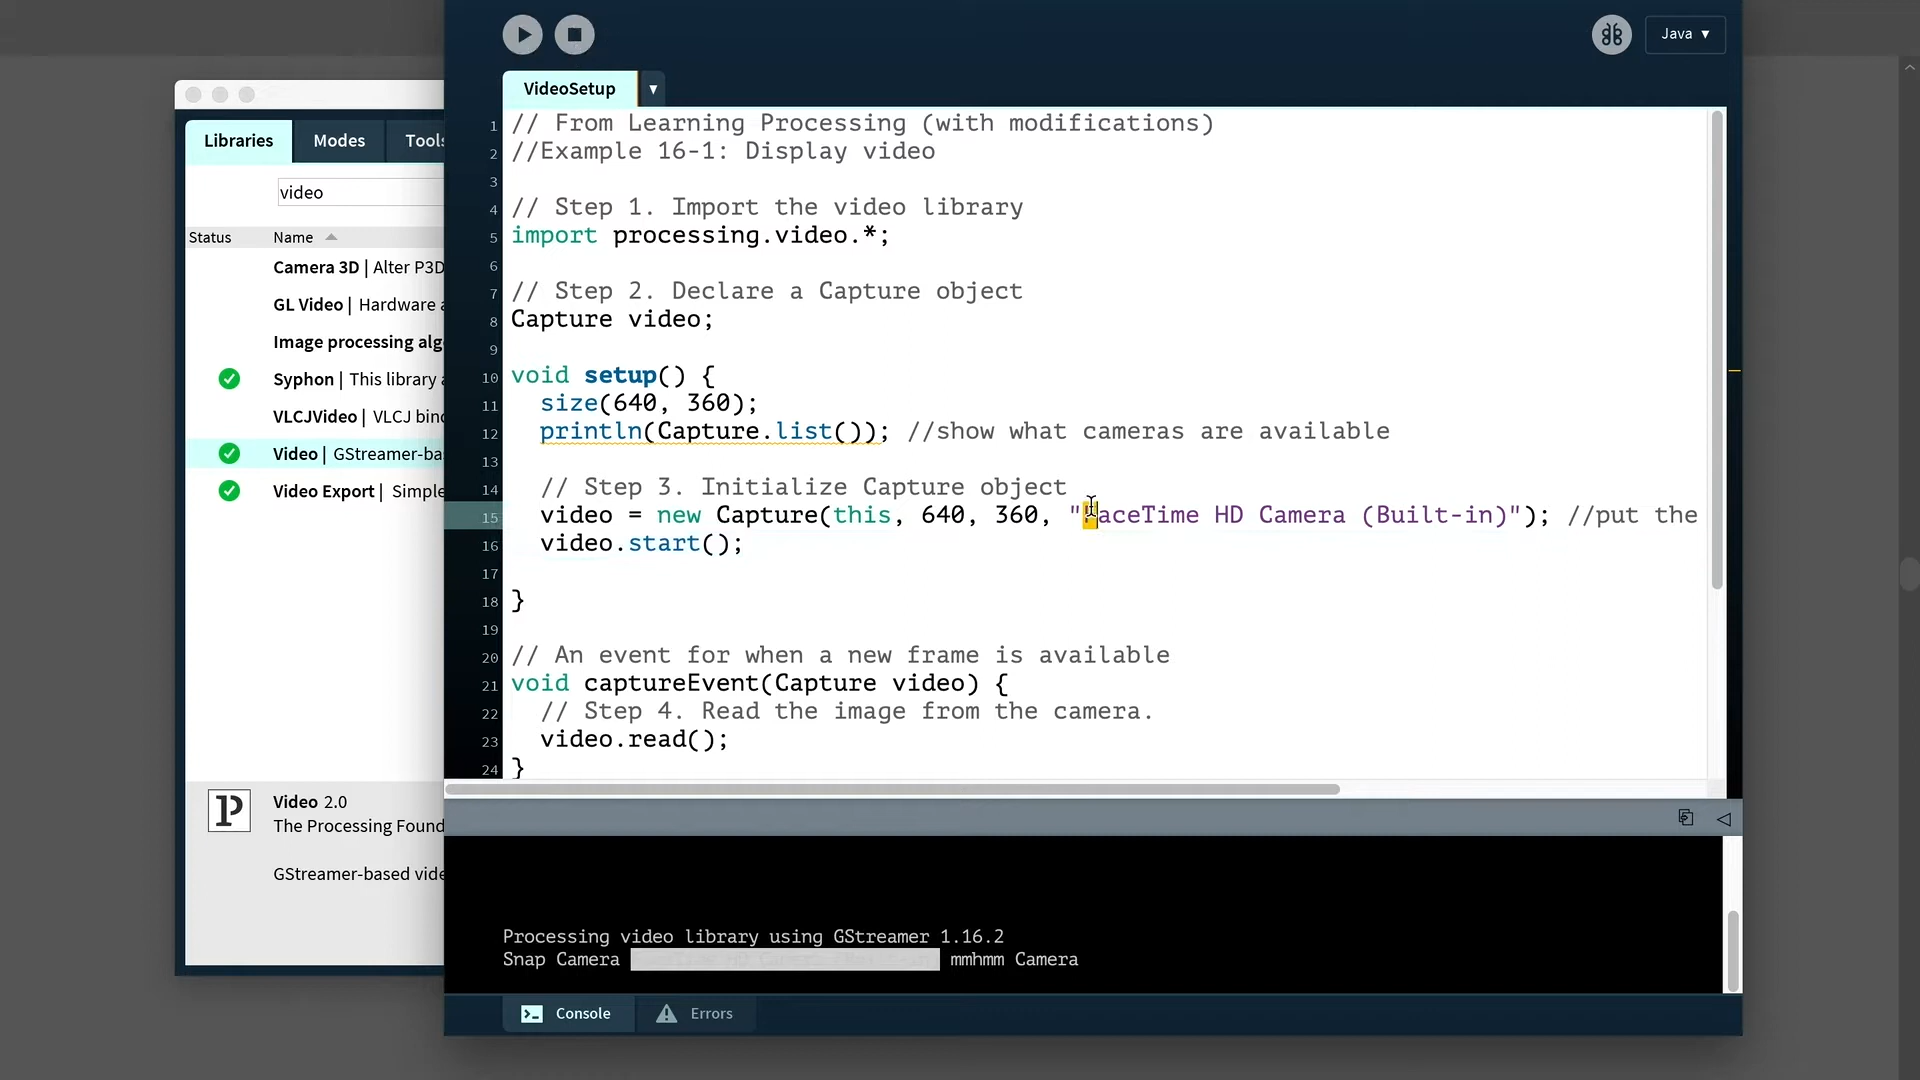 Java ▼
VideoSetup ▼
Libraries Modes Tools
video
Status Name
Camera 3D | Alter P3D
GL Video | Hardware a
Image processing alg
Syphon | This library a
VLCJVideo | VLCJ bind
Video | GStreamer-ba
Video Export | Simple
Video 2.0
The Processing Found
GStreamer-based vide
1 // From Learning Processing (with modifications)
2 //Example 16-1: Display video
3
4 // Step 1. Import the video library
5 import processing.video.*;
6
7 // Step 2. Declare a Capture object
8 Capture video;
9
10 void setup() {
11 size(640, 360);
12 println(Capture.list()); //show what cameras are available
13
14 // Step 3. Initialize Capture object
15 video = new Capture(this, 640, 360, "FaceTime HD Camera (Built-in)"); //put the
16 video.start();
17
18 }
19
20 // An event for when a new frame is available
21 void captureEvent(Capture video) {
22 // Step 4. Read the image from the camera.
23 video.read();
24 }
Processing video library using GStreamer 1.16.2
Snap Camera mmhmm Camera
Console Errors